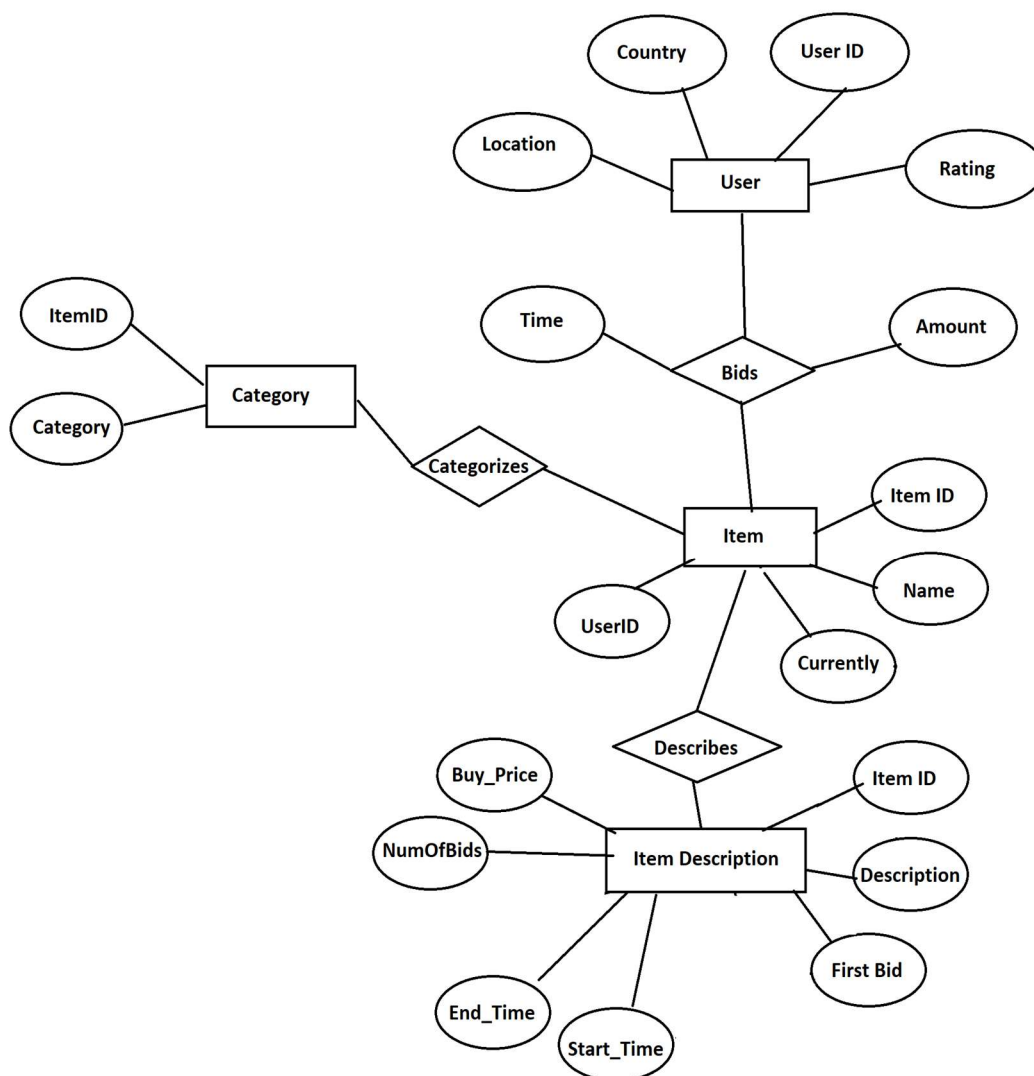 Country
User ID
Location
User
Rating
ItemID
Time
Amount
Bids
Category
Category
Categorizes
Item ID
Item
Name
UserID
Currently
Describes
Buy_Price
Item ID
NumOfBids
Item Description
Description
First Bid
End_Time
Start_Time